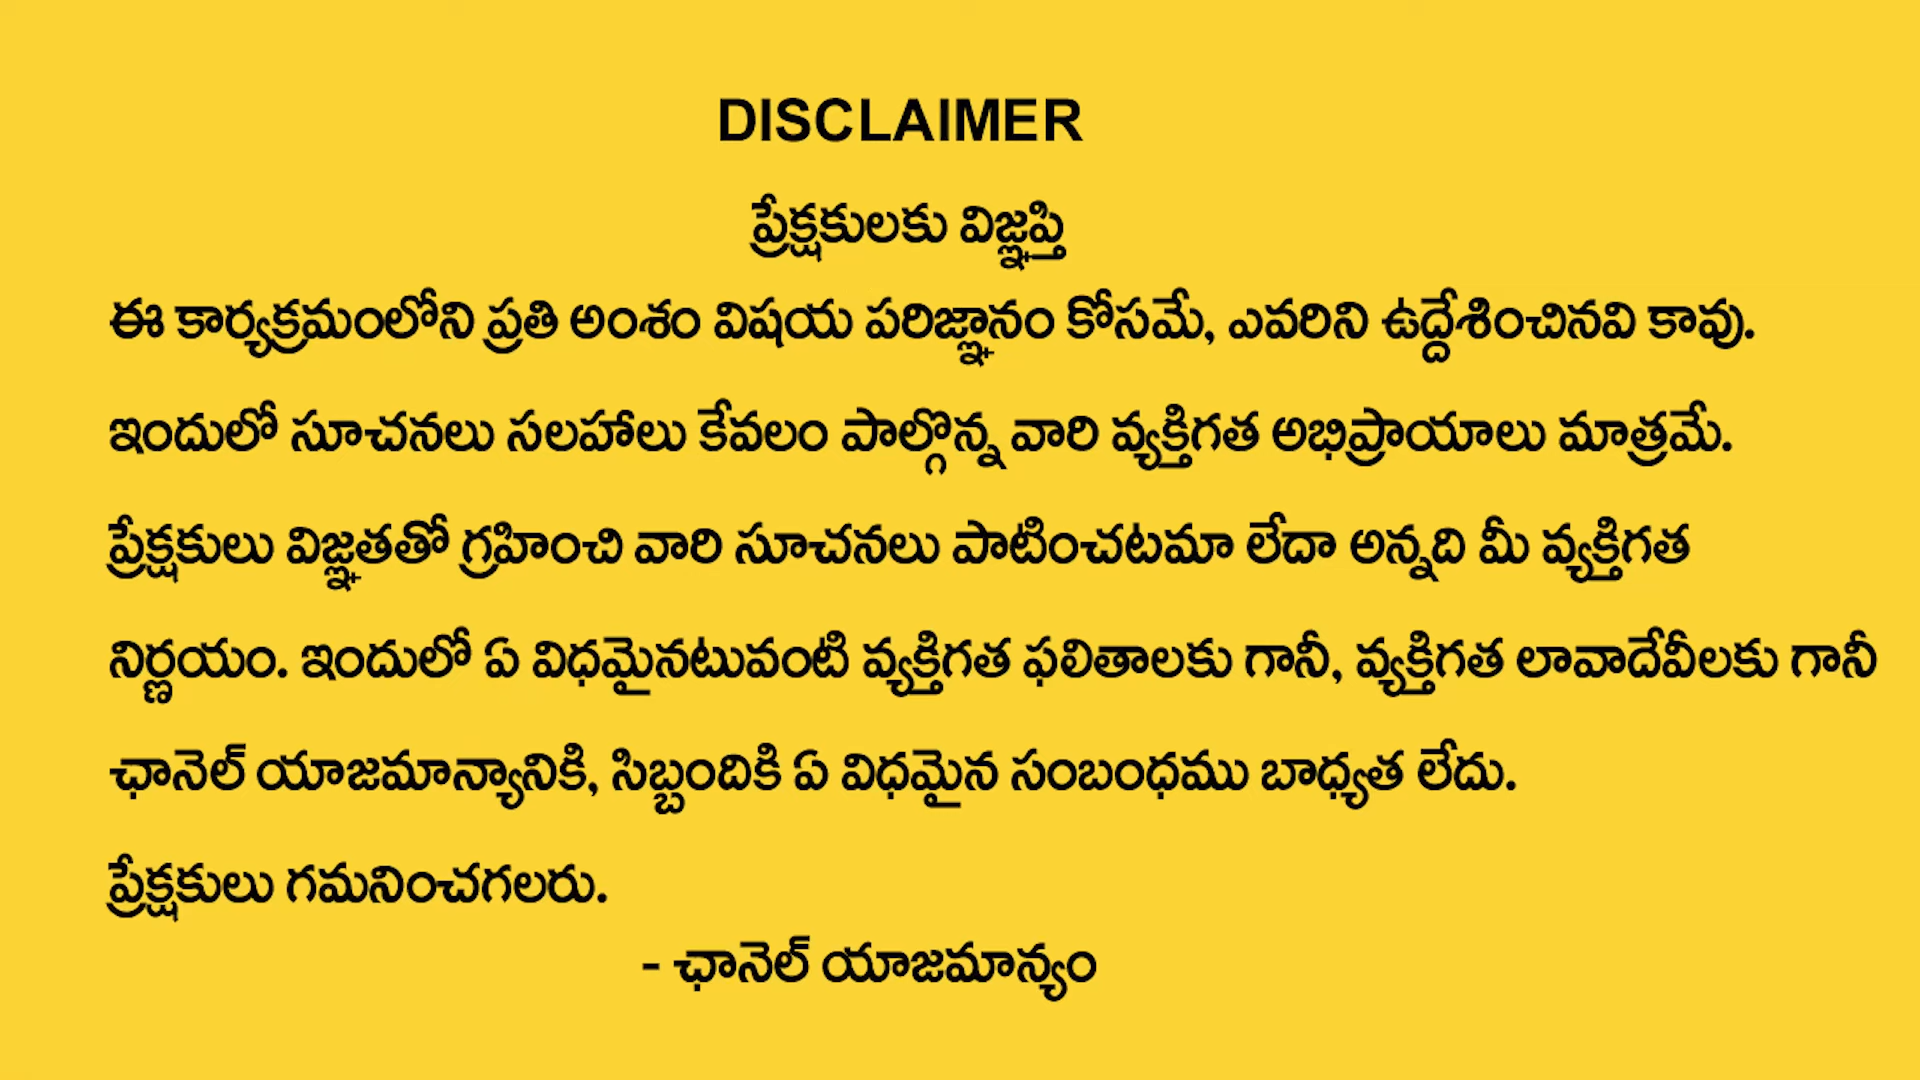 DISCLAIMER
ప్రేక్షకులకు విజ్ఞప్తి
ఈ కార్యక్రమంలోని ప్రతి అంశం విషయ పరిజ్ఞానం కోసమే, ఎవరిని ఉద్దేశించినవి కావు.
ఇందులో సూచనలు సలహాలు కేవలం పాల్గొన్న వారి వ్యక్తిగత అభిప్రాయాలు మాత్రమే.
ప్రేక్షకులు విజ్ఞతతో గ్రహించి వారి సూచనలు పాటించటమా లేదా అన్నది మీ వ్యక్తిగత
నిర్ణయం. ఇందులో ఏ విధమైనటువంటి వ్యక్తిగత ఫలితాలకు గానీ, వ్యక్తిగత లావాదేవీలకు గానీ
ఛానెల్ యాజమాన్యానికి, సిబ్బందికి ఏ విధమైన సంబంధము బాధ్యత లేదు.
ప్రేక్షకులు గమనించగలరు.
- ఛానెల్ యాజమాన్యం